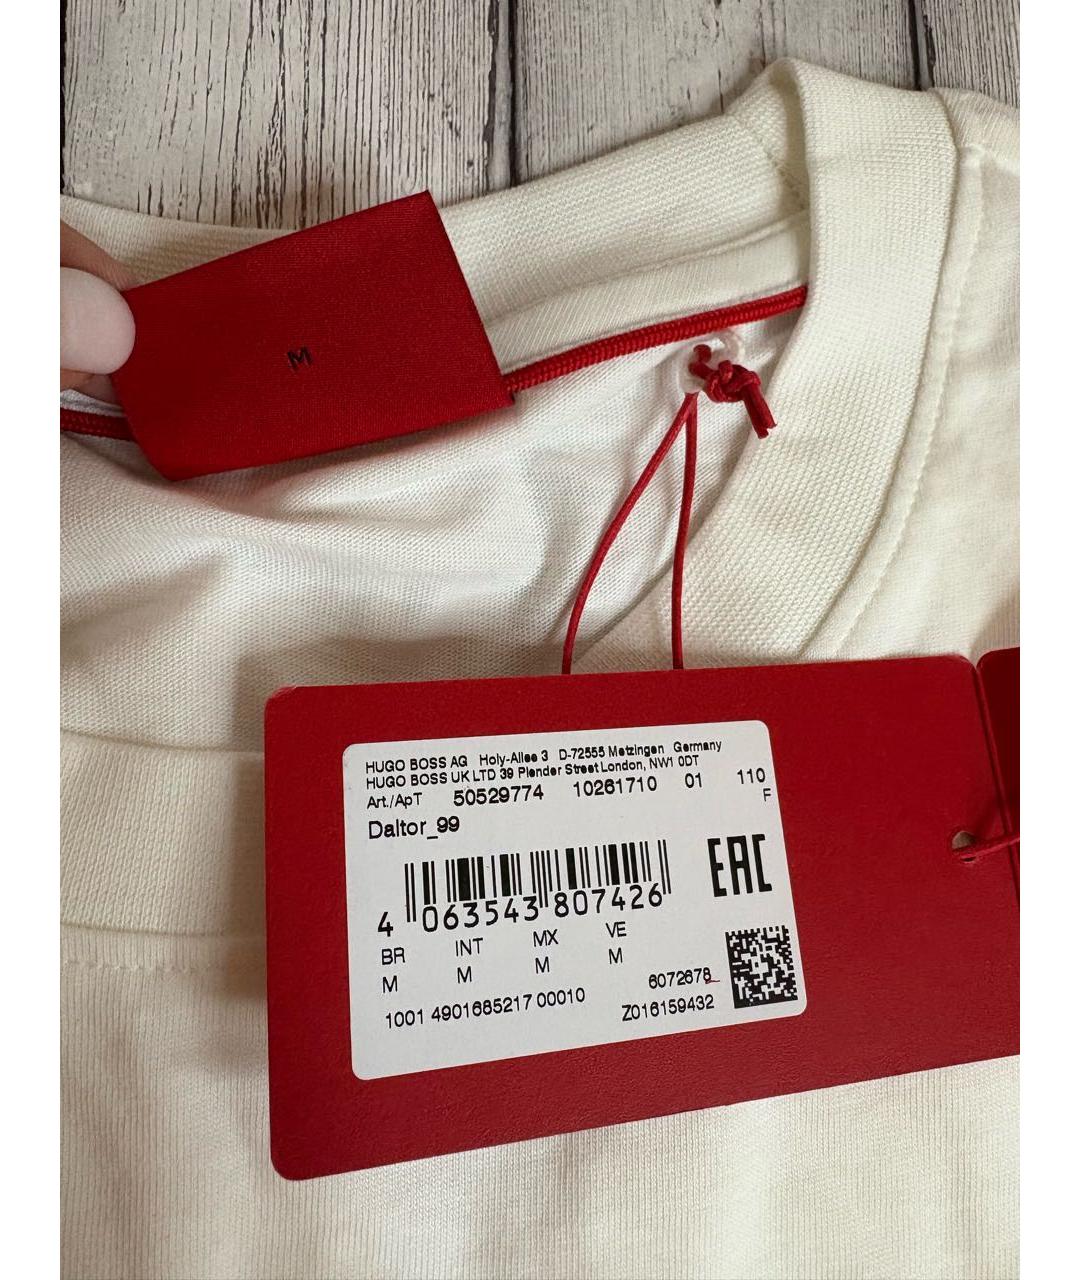 M
HUGO BOSS AG Holy-Allee 3 D-72555 Metzingen Germany
HUGO BOSS UK LTD 39 Plender Street London, NW1 0DT
Art./ApT 50529774 10261710 01 110
F
Daltor_99
EAC
4 063543 807426
BR INT MX VE
M M M M
6072678
1001 4901685217 00010 Z016159432